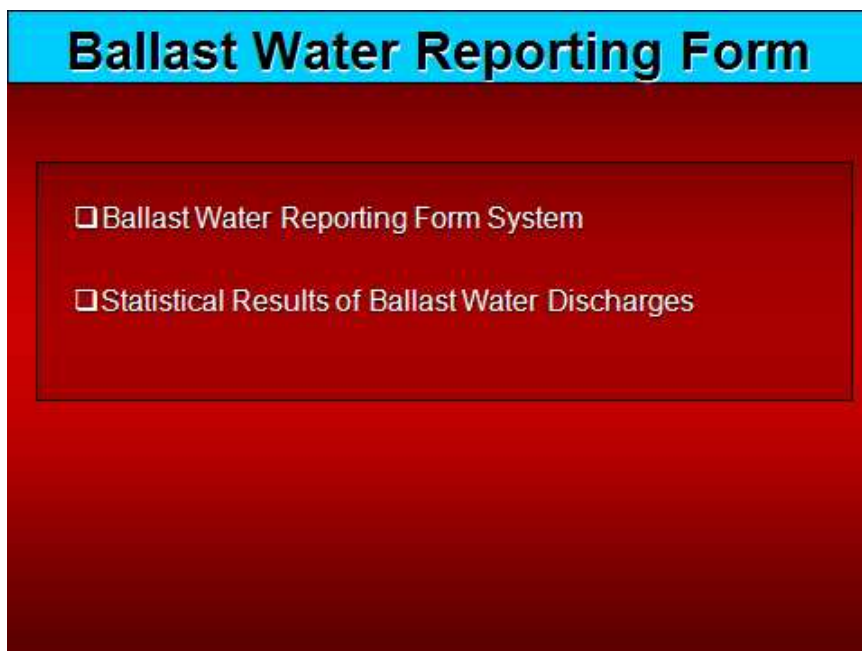 Ballast Water Reporting Form
❑Ballast Water Reporting Form System
❑Statistical Results of Ballast Water Discharges